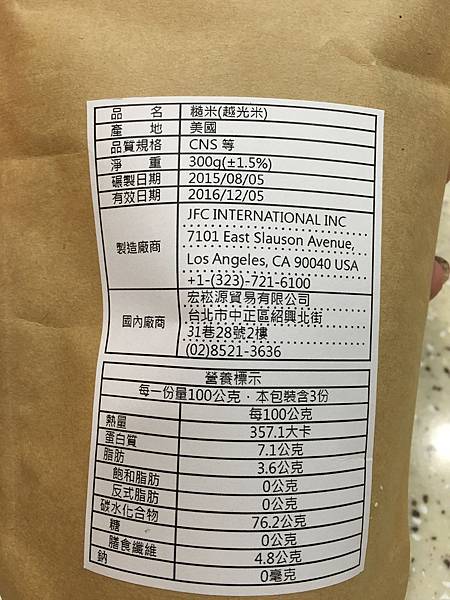 品名 糙米(越光米)
產地 美國
品質規格 CNS 等
淨重 300g(±1.5%)
碾製日期 2015/08/05
有效日期 2016/12/05
製造廠商 JFC INTERNATIONAL INC
7101 East Slauson Avenue,
Los Angeles, CA 90040 USA
+1-(323)-721-6100
國內廠商 宏崧源貿易有限公司
台北市中正區紹興北街
31巷28號2樓
(02)8521-3636
營養標示
每一份量100公克，本包裝含3份
每100公克
熱量 357.1大卡
蛋白質 7.1公克
脂肪 3.6公克
飽和脂肪 0公克
反式脂肪 0公克
碳水化合物 76.2公克
糖 0公克
膳食纖維 4.8公克
鈉 0毫克